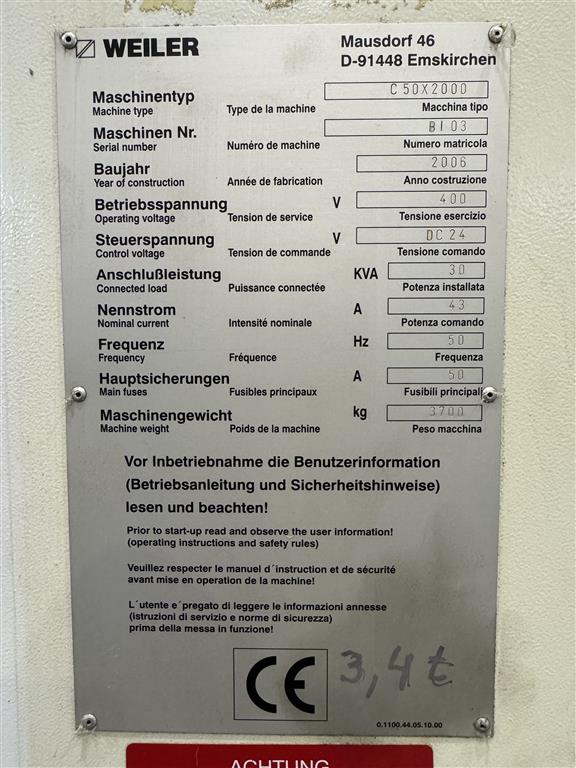 WEILER
Mausdorf 46
D-91448 Emskirchen
Maschinentyp C50X2000
Machine type Type de la machine Macchina tipo
Maschinen Nr. BI03
Serial number Numéro de machine Numero matricola
Baujahr 2006
Year of construction Année de fabrication Anno costruzione
Betriebsspannung V 400
Operating voltage Tension de service Tensione esercizio
Steuerspannung V DC24
Control voltage Tension de commande Tensione comando
Anschlußleistung KVA 30
Connected load Puissance connectée Potenza installata
Nennstrom A 43
Nominal current Intensité nominale Potenza comando
Frequenz Hz 50
Frequency Fréquence Frequenza
Hauptsicherungen A 50
Main fuses Fusibles principaux Fusibili principali
Maschinengewicht kg 3700
Machine weight Poids de la machine Peso macchina
Vor Inbetriebnahme die Benutzerinformation
(Betriebsanleitung und Sicherheitshinweise)
lesen und beachten!
Prior to start-up read and observe the user information!
(operating instructions and safety rules)
Veuillez respecter le manuel d´instruction et de sécurité
avant mise en operation de la machine!
L´utente e´pregato di leggere le informazioni annesse
(istruzioni di servizio e norme di sicurezza)
prima della messa in funzione!
CE 3,4t
0.1100.44.05.10.00
ACHTUNG